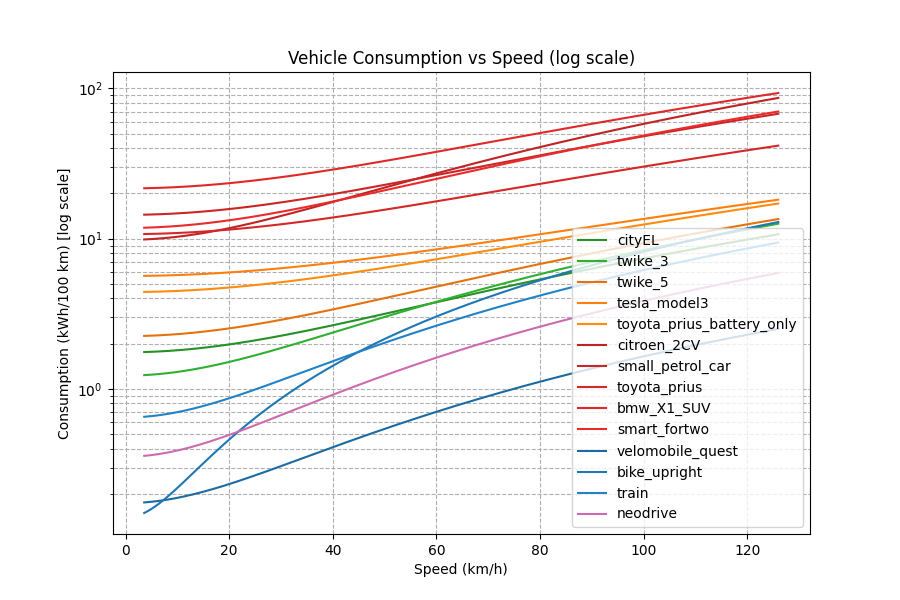 Vehicle Consumption vs Speed (log scale)
Consumption (kWh/100 km) [log scale]
10²
10¹
10⁰
cityEL
twike_3
twike_5
tesla_model3
toyota_prius_battery_only
citroen_2CV
small_petrol_car
toyota_prius
bmw_X1_SUV
smart_fortwo
velomobile_quest
bike_upright
train
neodrive
0 20 40 60 80 100 120
Speed (km/h)